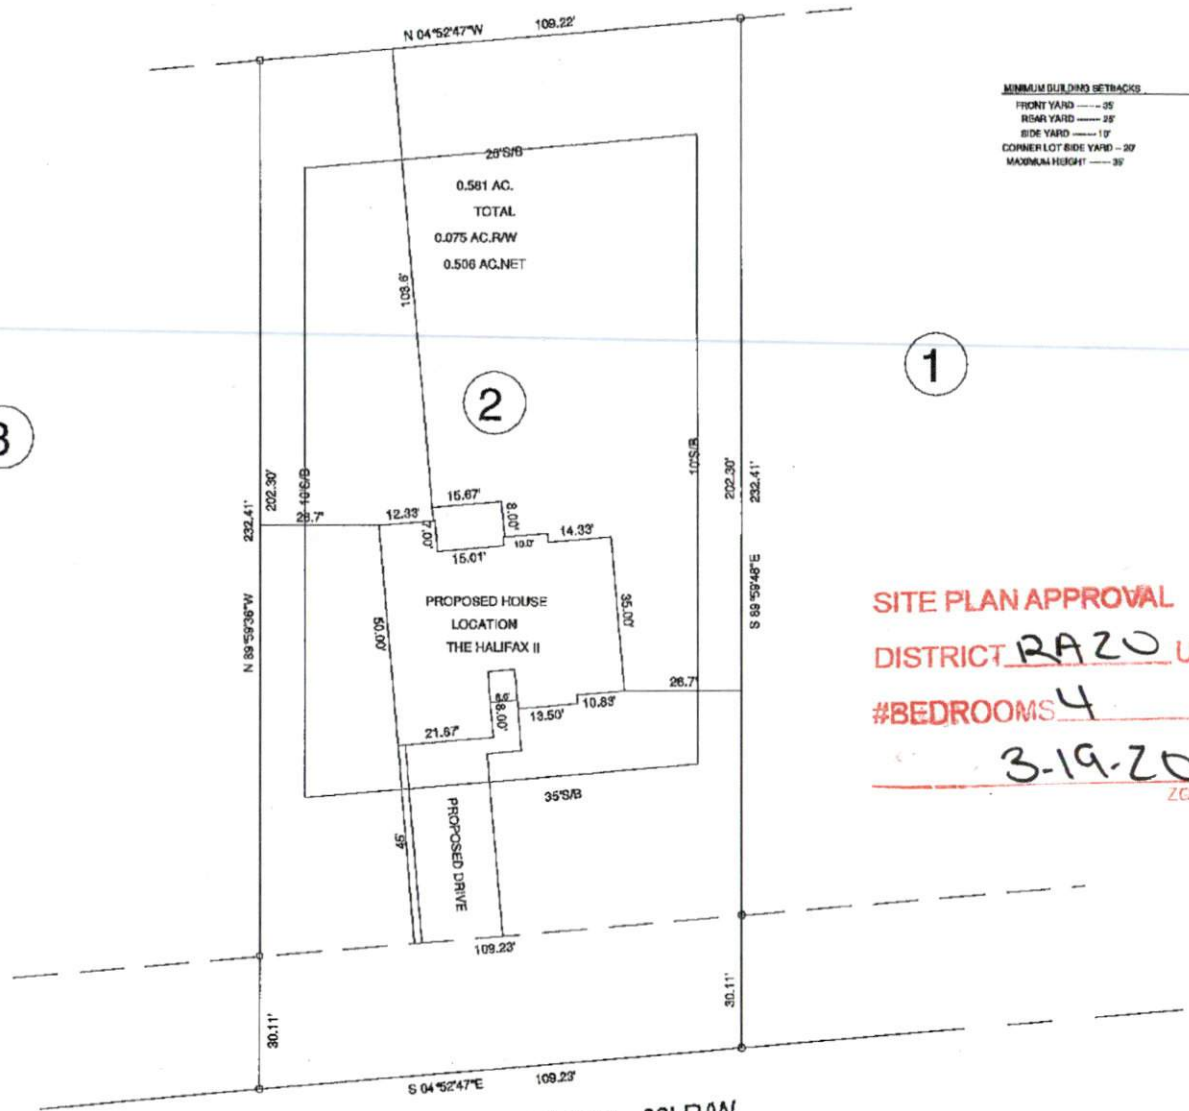 N 04°52'47"W 109.22'
MINIMUM BUILDING SETBACKS
FRONT YARD ------ 35'
REAR YARD ------ 25'
SIDE YARD ------ 10'
CORNER LOT SIDE YARD -- 20'
MAXIMUM HEIGHT ----- 35'
25'S/B
0.581 AC.
TOTAL
0.075 AC.R/W
0.506 AC.NET
103.6'
1
2
3
10'S/B
10'S/B
202.30'
232.41'
N 89°59'36"W
202.30'
232.41'
S 89°59'48"E
26.7'
12.33'
15.67'
8.00'
7.00'
15.01'
10.0'
14.33'
35.00'
50.00'
PROPOSED HOUSE
LOCATION
THE HALIFAX II
26.7'
8.00'
13.50'
10.83'
21.67'
35'S/B
46'
PROPOSED DRIVE
109.23'
30.11'
30.11'
S 04°52'47"E 109.23'
R/W
SITE PLAN APPROVAL
DISTRICT RA20 U
#BEDROOMS 4
3-19-20